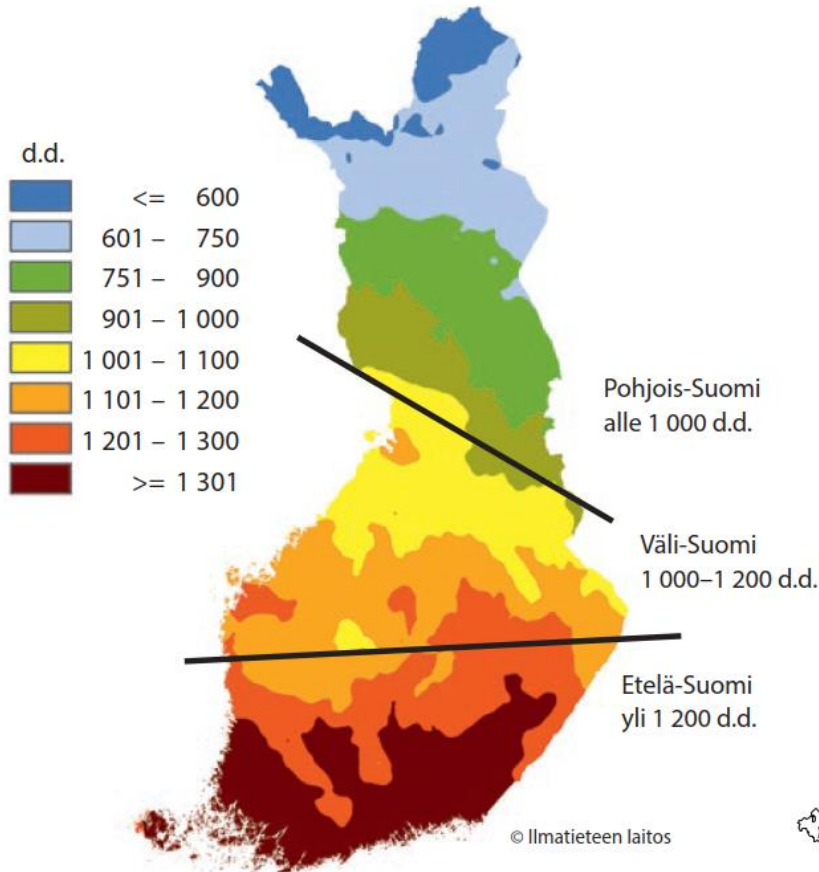 d.d.
<= 600
601 – 750
751 – 900
901 – 1 000
1 001 – 1 100
1 101 – 1 200
1 201 – 1 300
>= 1 301
Pohjois-Suomi
alle 1 000 d.d.
Väli-Suomi
1 000–1 200 d.d.
Etelä-Suomi
yli 1 200 d.d.
© Ilmatieteen laitos